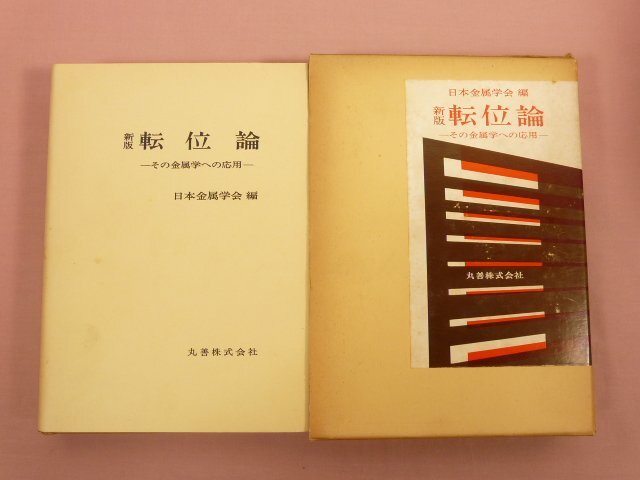 新版 転位論
—その金属学への応用—
日本金属学会 編
丸善株式会社
日本金属学会 編
新版 転位論
—その金属学への応用—
丸善株式会社